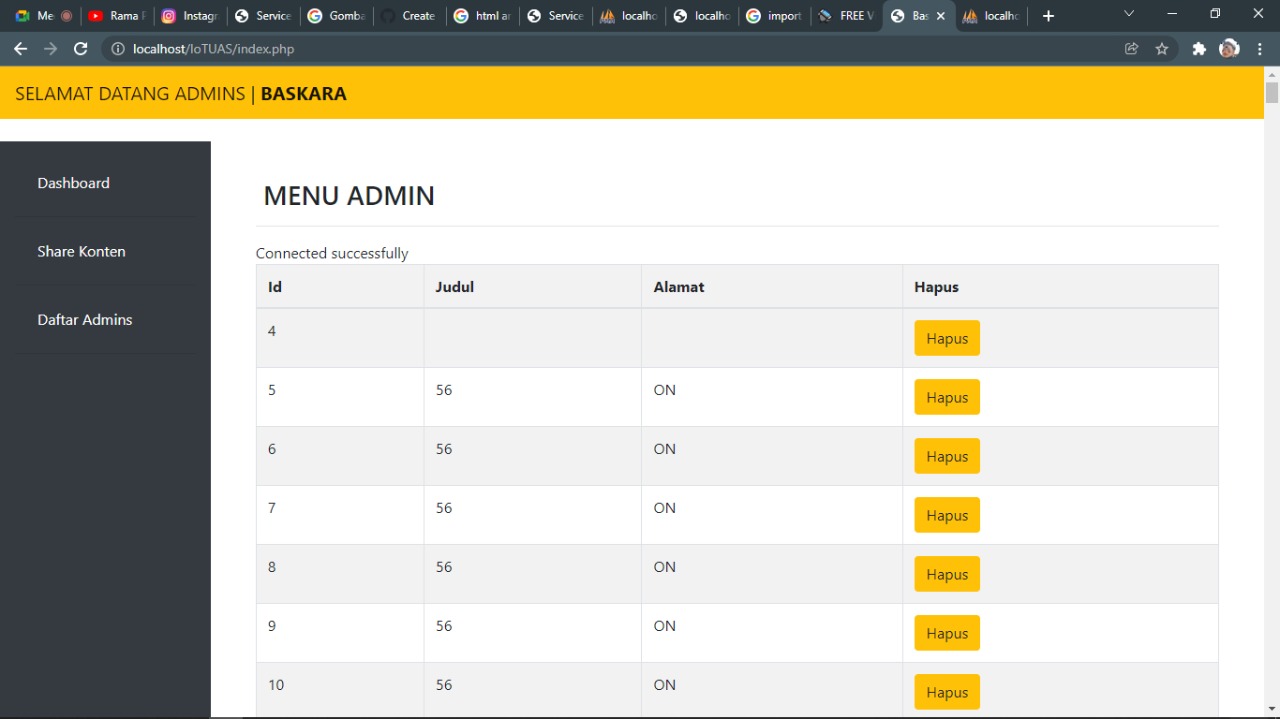 Me Rama F Instagr Service Gomba Create html ar Service localho localho import FREE V Bas localho
localhost/IoTUAS/index.php
SELAMAT DATANG ADMINS | BASKARA
Dashboard
Share Konten
Daftar Admins
MENU ADMIN
Connected successfully
Id Judul Alamat Hapus
4 Hapus
5 56 ON Hapus
6 56 ON Hapus
7 56 ON Hapus
8 56 ON Hapus
9 56 ON Hapus
10 56 ON Hapus